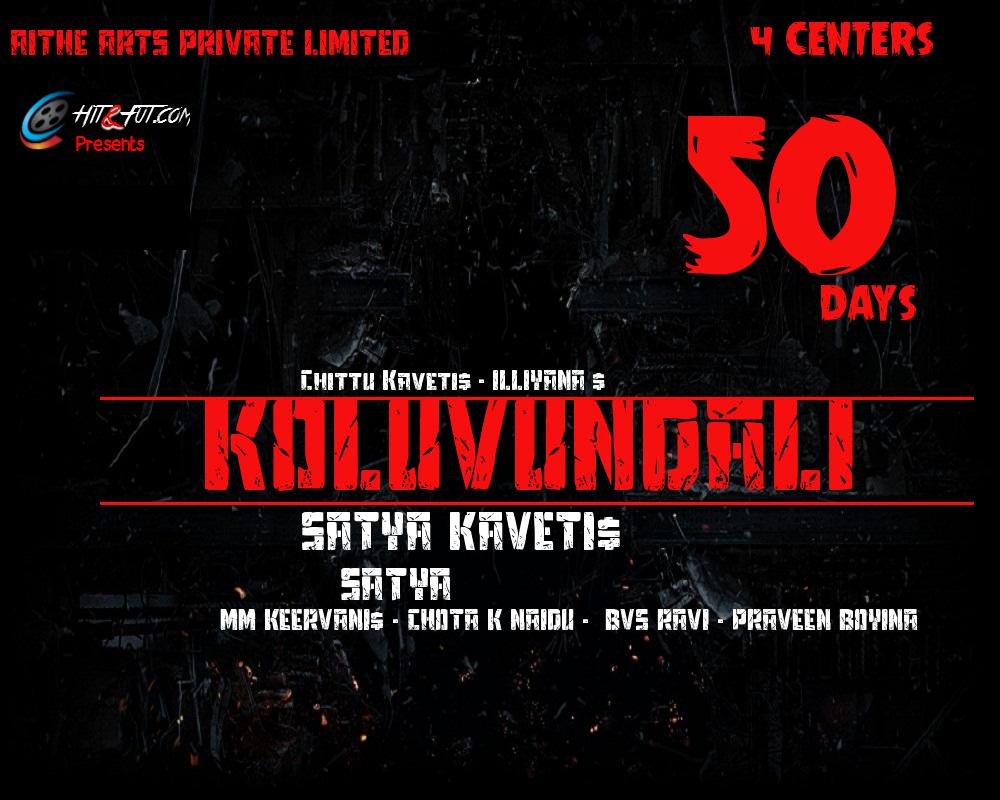 AITHE ARTS PRIVATE LIMITED
4 CENTERS
HIT&FUT.COM
Presents
50
DAYS
CHITTU KAVETI$ - ILLIYANA $
KOLUVUNDALI
SATYA KAVETI$
SATYA
MM KEERVANI$ - CHOTA K NAIDU - BVS RAVI - PRAVEEN BOYINA